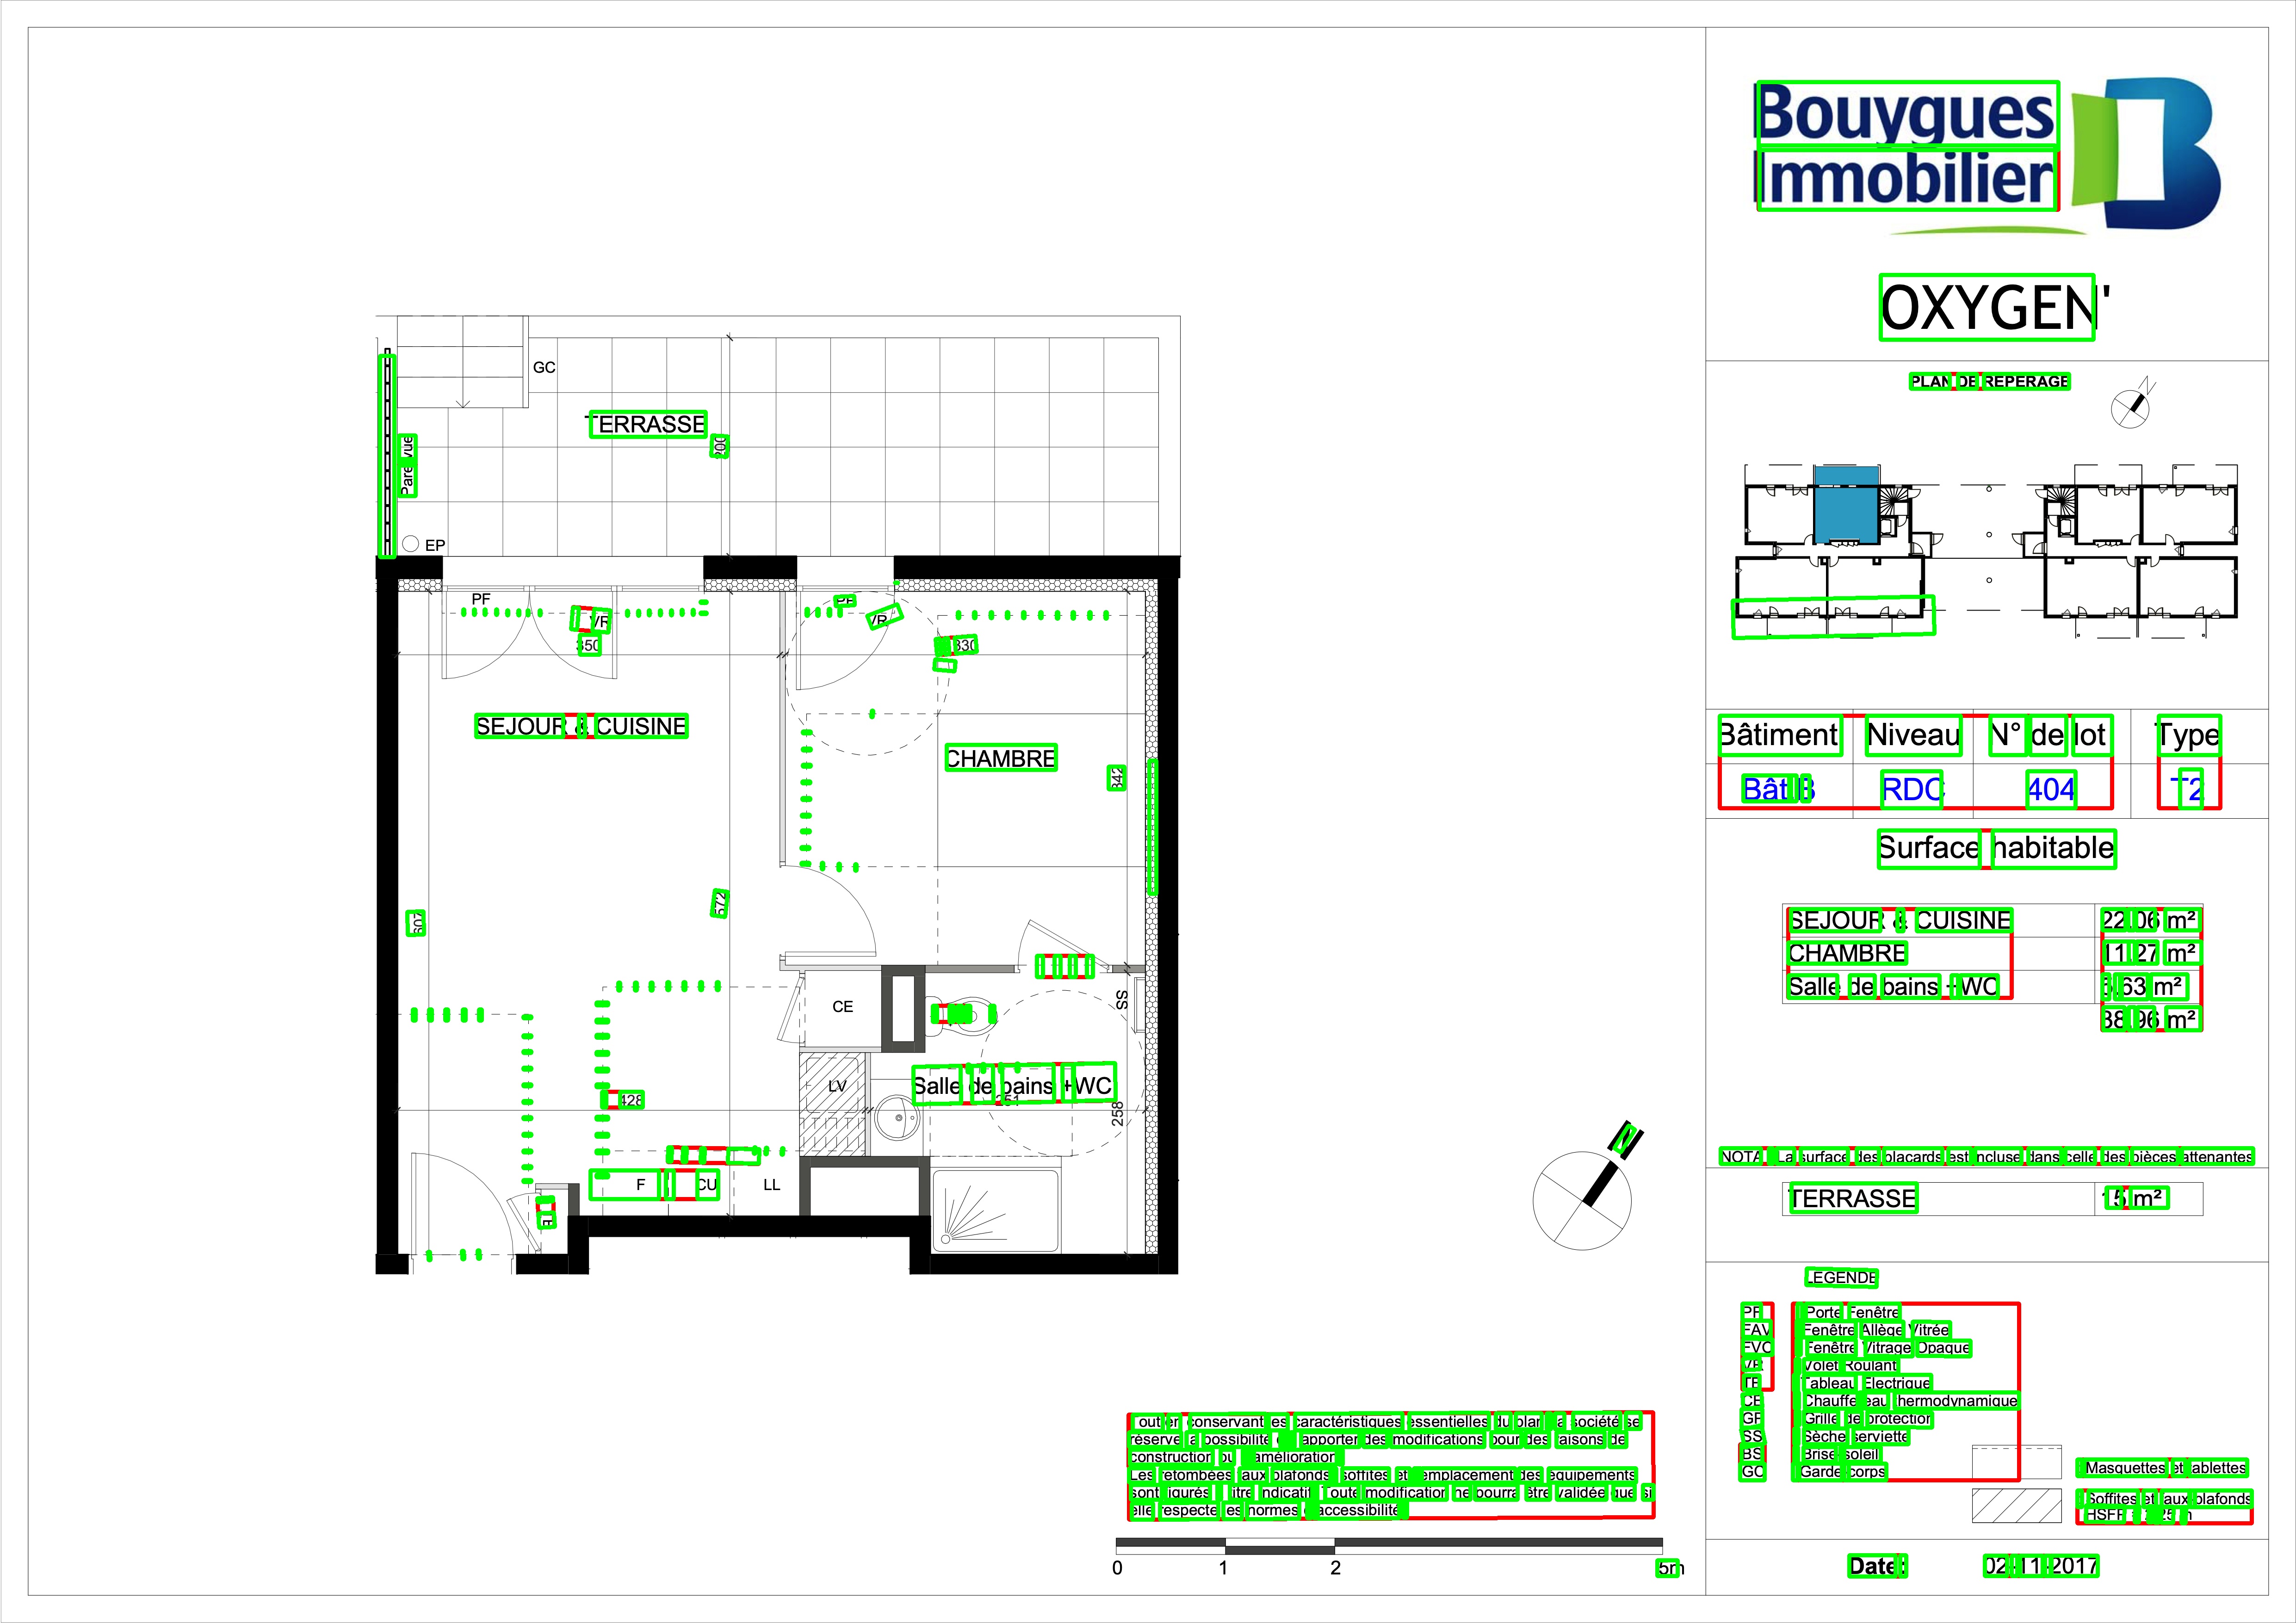 Bouygues
Immobilier
OXYGEN'
PLAN DE REPERAGE
N
Bâtiment Niveau N° de lot Type
Bât B RDC 404 T2
Surface habitable
SEJOUR & CUISINE 22.06 m²
CHAMBRE 11.27 m²
Salle de bains +WC 5.63 m²
38.96 m²
NOTA : La surface des placards est incluse dans celle des pièces attenantes
TERRASSE 15 m²
LEGENDE
PF : Porte Fenêtre
FAV : Fenêtre Allège Vitrée
FVO : Fenêtre Vitrage Opaque
VR : Volet Roulant
TE : Tableau Electrique
CE : Chauffe eau thermodynamique
GP : Grille de protection
SS : Sèche serviette
BS : Brise soleil
GC : Garde corps
: Masquettes et tablettes
: Soffites et faux-plafonds
Date: 02-11-2017
GC
TERRASSE
200
Pare vue
EP
PF
VR
350
PF
VR
330
SEJOUR & CUISINE
CHAMBRE
342
607
572
CE
SS
LV
Salle de bains +WC
251
258
428
F
CU
LL
TE
N
Tout en conservant les caractéristiques essentielles du plan, la société se
réserve la possibilité d'apporter des modifications pour des raisons de
construction ou d'amélioration.
Les retombées, faux plafonds, soffites et l'emplacement des équipements
sont figurés à titre indicatif. Toute modification ne pourra être validée que si
elle respecte les normes d'accessibilité.
0 1 2 5m